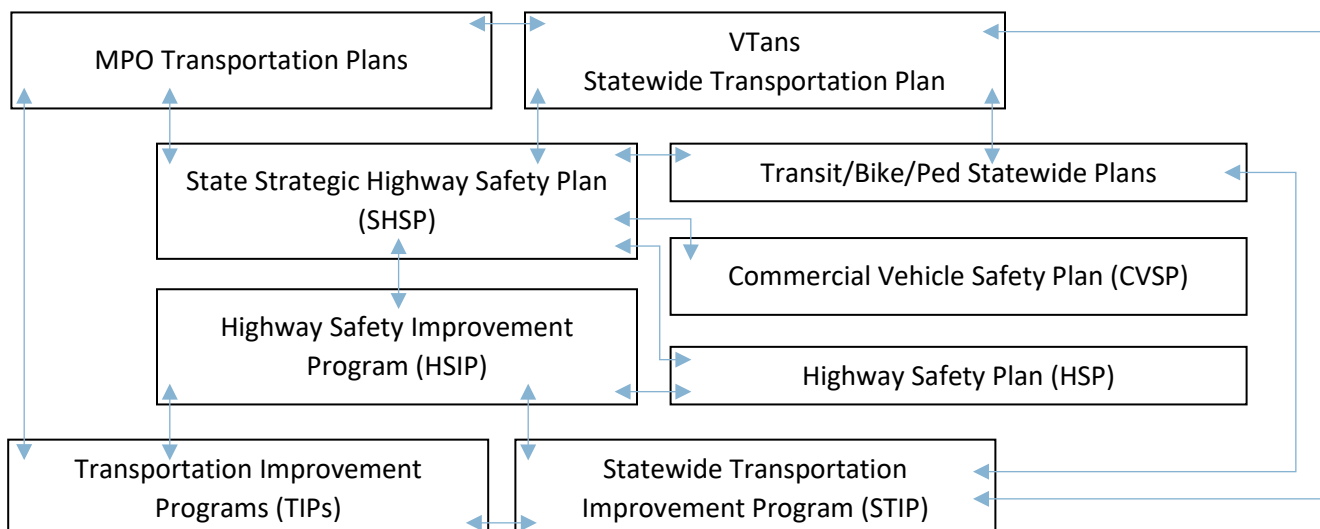 MPO Transportation Plans
VTans
Statewide Transportation Plan
State Strategic Highway Safety Plan
(SHSP)
Transit/Bike/Ped Statewide Plans
Commercial Vehicle Safety Plan (CVSP)
Highway Safety Improvement
Program (HSIP)
Highway Safety Plan (HSP)
Transportation Improvement
Programs (TIPs)
Statewide Transportation
Improvement Program (STIP)